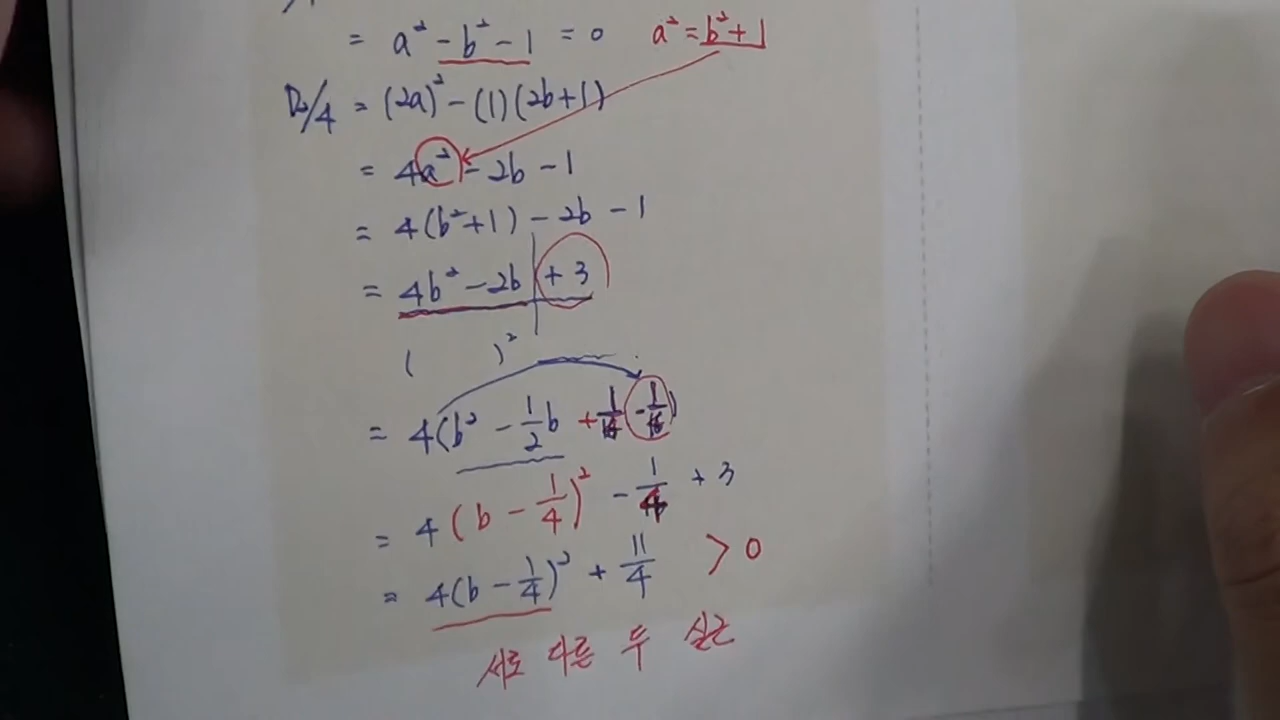 = a² - b² - 1 = 0 a² = b² + 1
D₂/4 = (2a)² - (1)(2b+1)
= 4a² - 2b - 1
= 4(b²+1) - 2b - 1
= 4b² - 2b + 3
( )²
= 4(b² - 1/2 b + 1/16 - 1/16)
= 4(b - 1/4)² - 1/4 + 3
= 4(b - 1/4)² + 11/4 > 0
서로 다른 두 실근